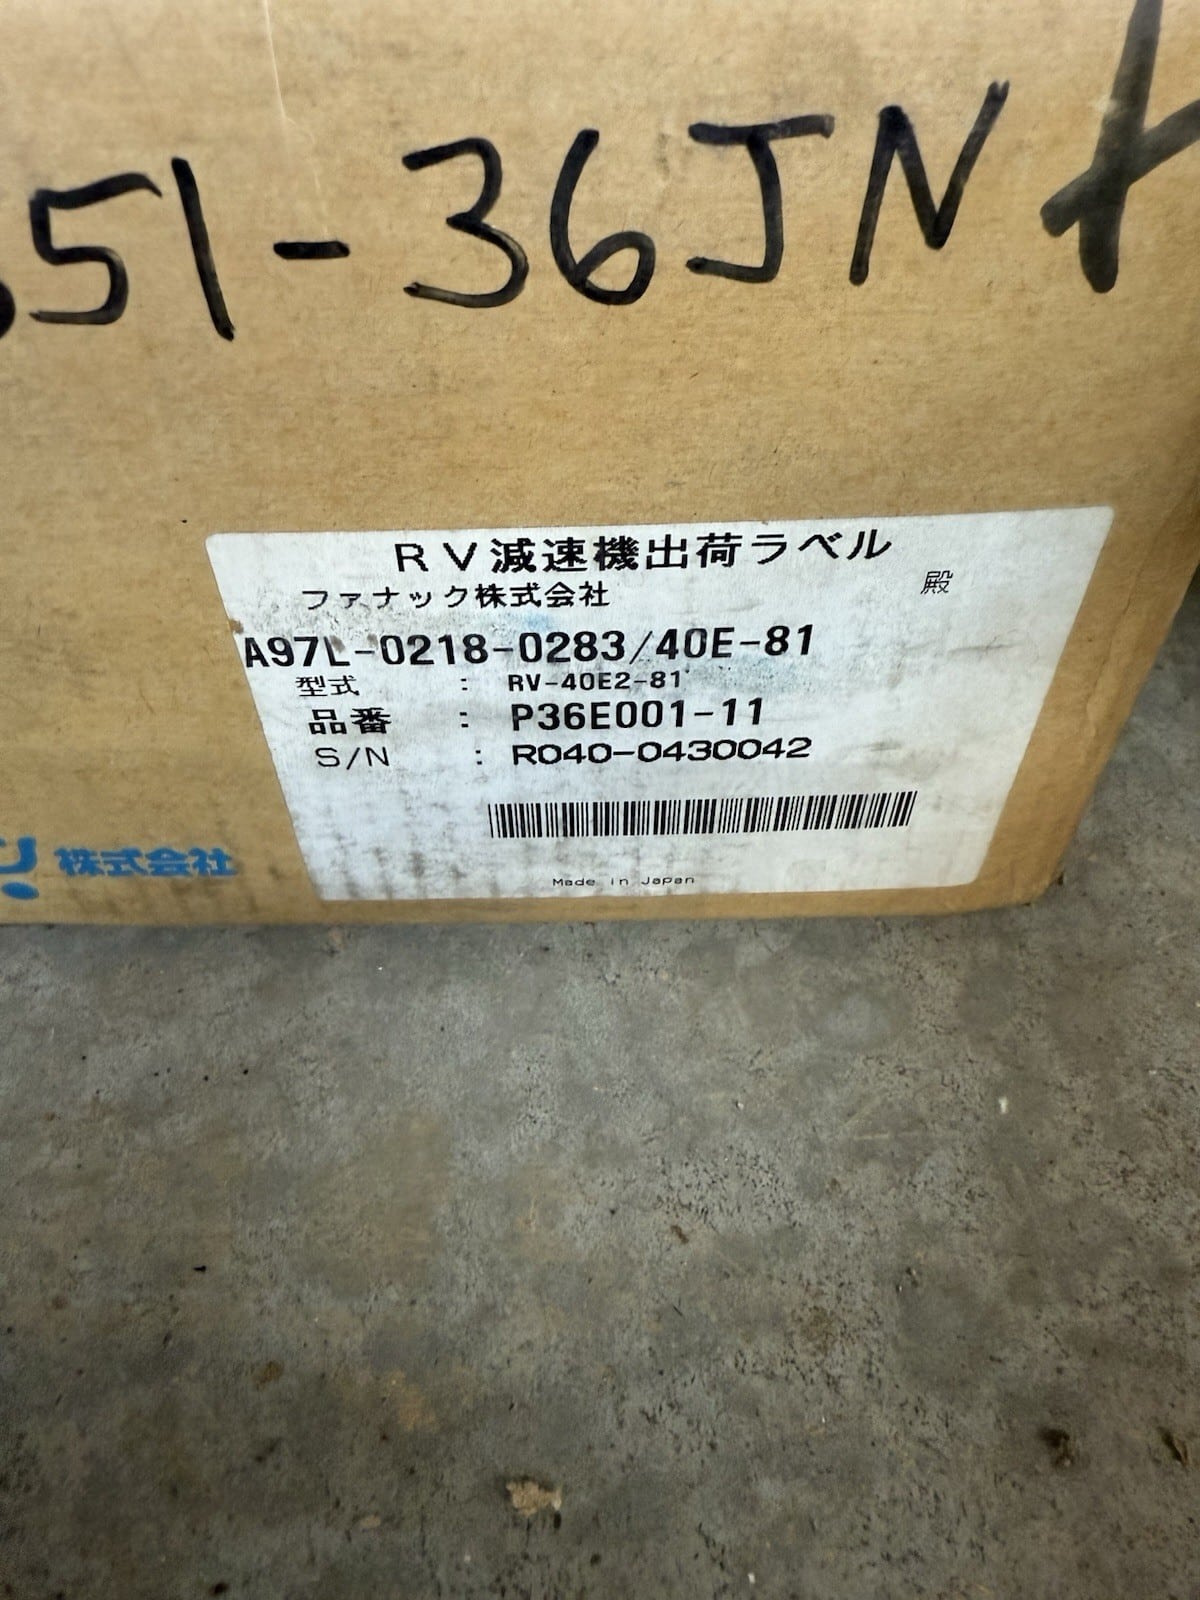 51-36JN
RV減速機出荷ラベル
ファナック株式会社 殿
A97L-0218-0283/40E-81
型式 : RV-40E2-81
品番 : P36E001-11
S/N : R040-0430042
株式会社
Made in Japan